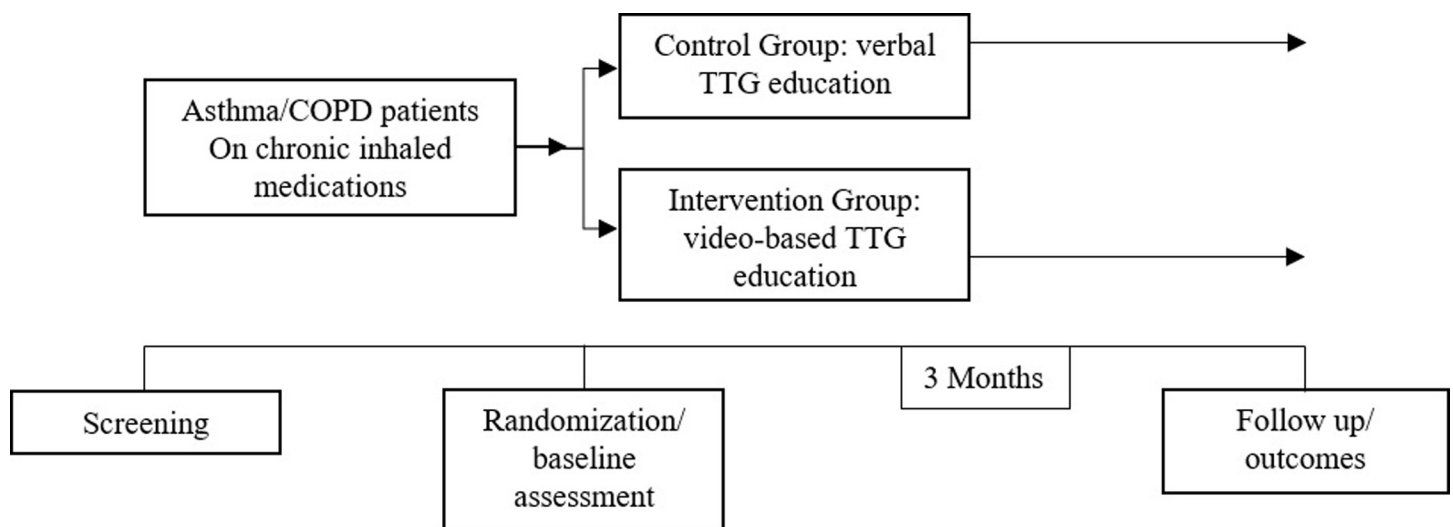 Control Group: verbal
TTG education
Asthma/COPD patients
On chronic inhaled
medications
Intervention Group:
video-based TTG
education
Screening
Randomization/
baseline
assessment
3 Months
Follow up/
outcomes